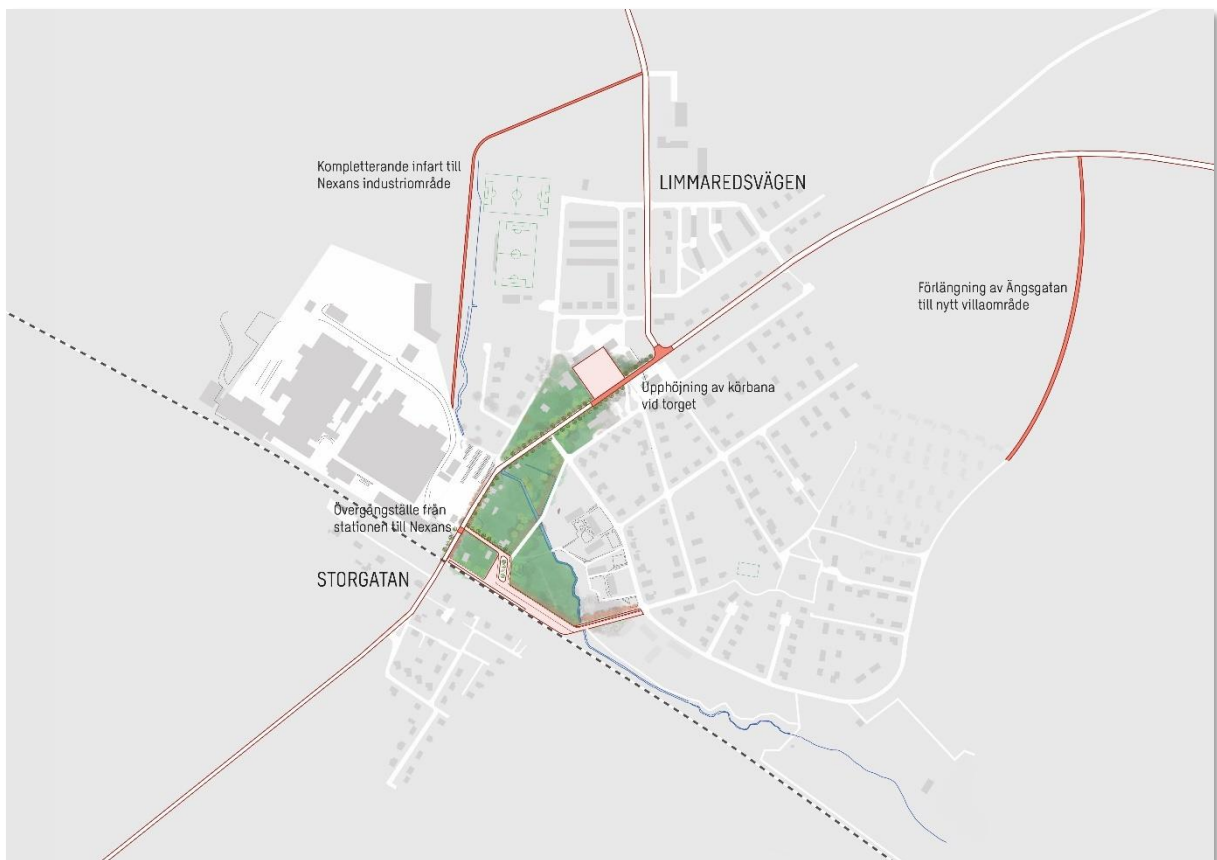 Kompletterande infart till
Nexans industriområde
LIMMAREDSVÄGEN
Förlängning av Ängsgatan
till nytt villaområde
Upphöjning av körbana
vid torget
Övergångställe från
stationen till Nexans
STORGATAN